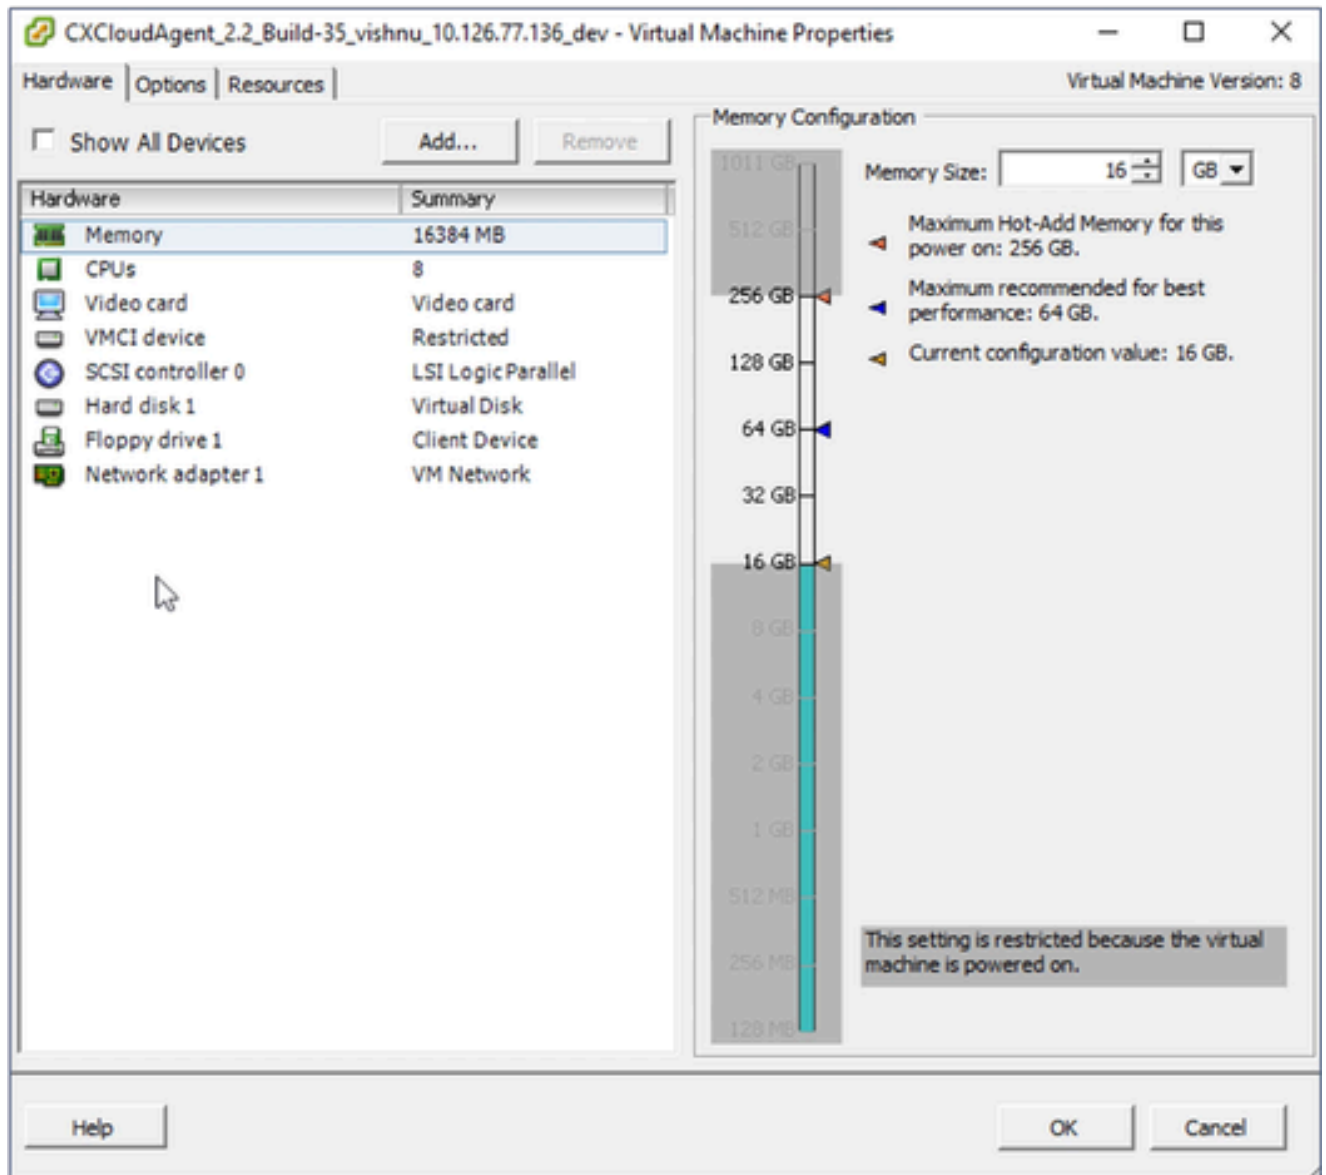 CXCloudAgent_2.2_Build-35_vishnu_10.126.77.136_dev - Virtual Machine Properties
Hardware Options Resources
Virtual Machine Version: 8
Show All Devices
Add...
Remove
Hardware Summary
Memory 16384 MB
CPUs 8
Video card Video card
VMCI device Restricted
SCSI controller 0 LSI Logic Parallel
Hard disk 1 Virtual Disk
Floppy drive 1 Client Device
Network adapter 1 VM Network
Memory Configuration
1011 GB
512 GB
256 GB
128 GB
64 GB
32 GB
16 GB
8 GB
4 GB
2 GB
1 GB
512 MB
256 MB
128 MB
Memory Size: 16 GB
Maximum Hot-Add Memory for this
power on: 256 GB.
Maximum recommended for best
performance: 64 GB.
Current configuration value: 16 GB.
This setting is restricted because the virtual
machine is powered on.
Help
OK
Cancel